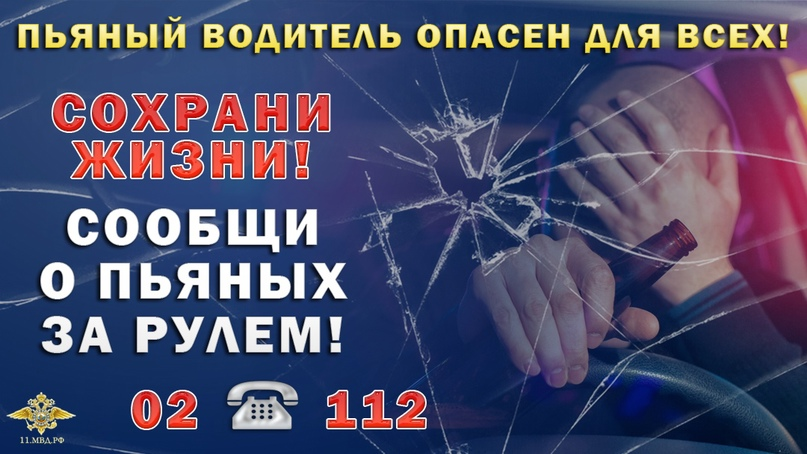 ПЬЯНЫЙ ВОДИТЕЛЬ ОПАСЕН ДЛЯ ВСЕХ!
СОХРАНИ
ЖИЗНИ!
СООБЩИ
О ПЬЯНЫХ
ЗА РУЛЕМ!
02 112
11.МВД.РФ